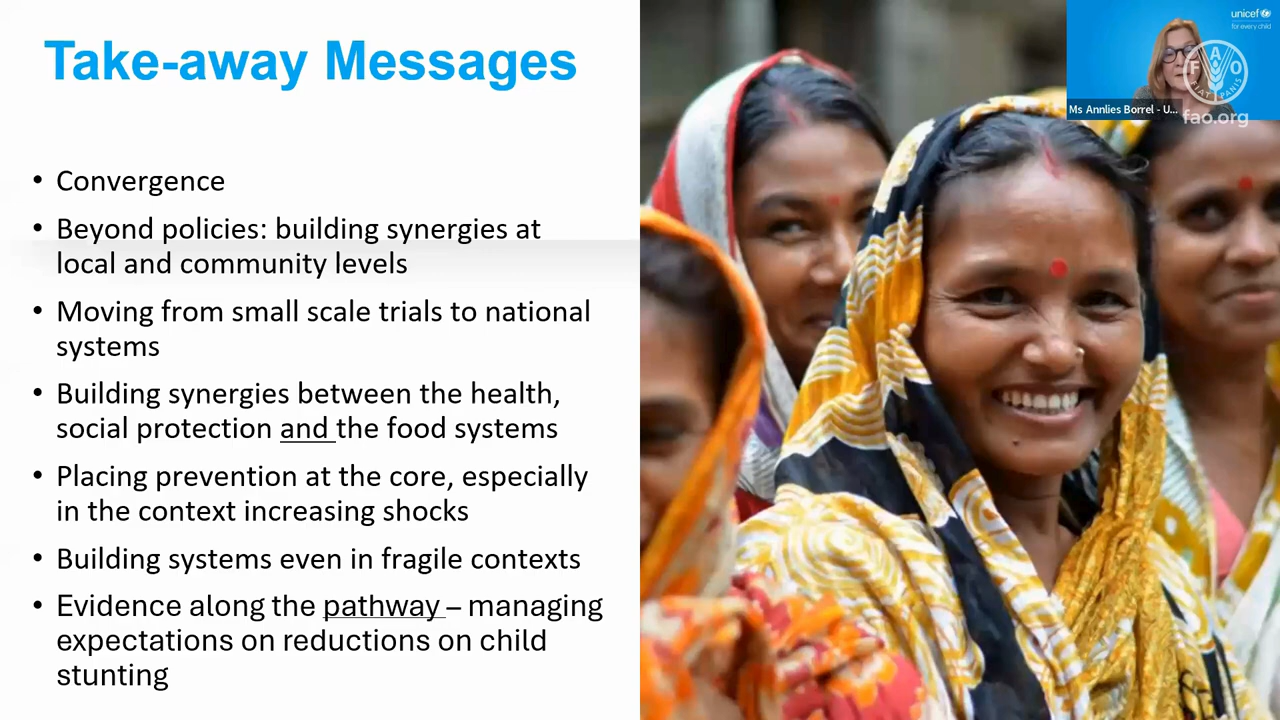 Take-away Messages
• Convergence
• Beyond policies: building synergies at
local and community levels
• Moving from small scale trials to national
systems
• Building synergies between the health,
social protection and the food systems
• Placing prevention at the core, especially
in the context increasing shocks
• Building systems even in fragile contexts
• Evidence along the pathway – managing
expectations on reductions on child
stunting
unicef
for every child
F A O
FIAT PANIS
Ms Annlies Borrel - U...
fao.org